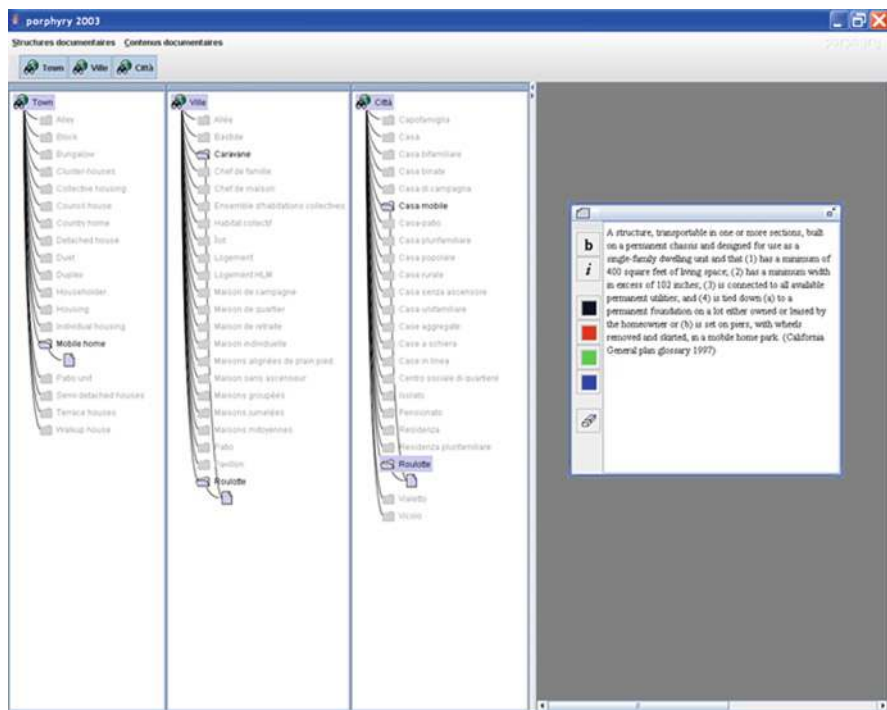 porphyry 2003
Structures documentaires Contenus documentaires
Town Ville Città
Town
Alley
Block
Bungalow
Cluster houses
Collective housing
Council house
Country home
Detached house
Dust
Duplex
Householder
Housing
Individual housing
Mobile home
Patio unit
Semi detached houses
Terrace houses
Walkup house
Ville
Allée
Bastide
Caravane
Chef de famille
Chef de maison
Ensemble d'habitations collectives
Habitat collectif
Îlot
Logement
Logement HLM
Maison de campagne
Maison de quartier
Maison de retraite
Maison individuelle
Maisons alignées de plain pied
Maison sans ascenseur
Maisons groupées
Maisons jumelées
Maisons mitoyennes
Patio
Pavillon
Roulotte
Città
Capofamiglia
Casa
Casa bifamiliare
Casa binate
Casa di campagna
Casa mobile
Casa-patio
Casa plurifamiliare
Casa popolare
Casa rurale
Casa senza ascensore
Casa unifamiliare
Case aggregate
Case a schiera
Case in linea
Centro sociale di quartiere
Isolato
Pensionato
Residenza
Residenza plurifamiliare
Roulotte
Vialetto
Vicolo
b
i
A structure, transportable in one or more sections, built
on a permanent chassis and designed for use as a
single-family dwelling unit and that (1) has a minimum of
400 square feet of living space; (2) has a minimum width
in excess of 102 inches; (3) is connected to all available
permanent utilities; and (4) is tied down (a) to a
permanent foundation on a lot either owned or leased by
the homeowner or (b) is set on piers, with wheels
removed and skirted, in a mobile home park. (California
General plan glossary 1997)